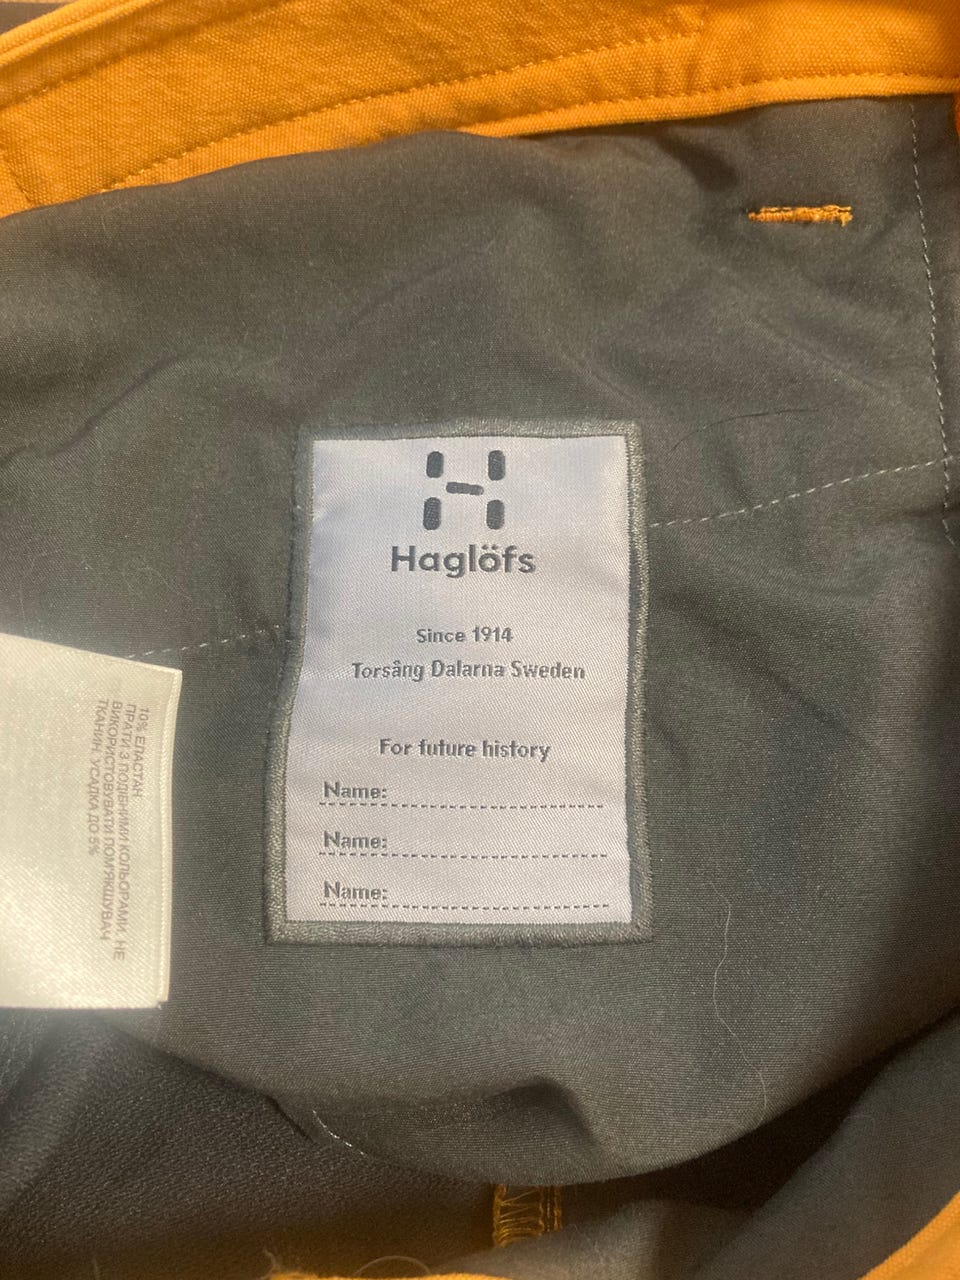 Haglöfs
Since 1914
Torsång Dalarna Sweden
For future history
Name:
Name:
Name:
10% ЕЛАСТАН.
ПРАТИ З ПОДІБНИМИ КОЛЬОРАМИ. НЕ
ВИКОРИСТОВУВАТИ ПОМ'ЯКШУВАЧ
ТКАНИН. УСАДКА ДО 5%